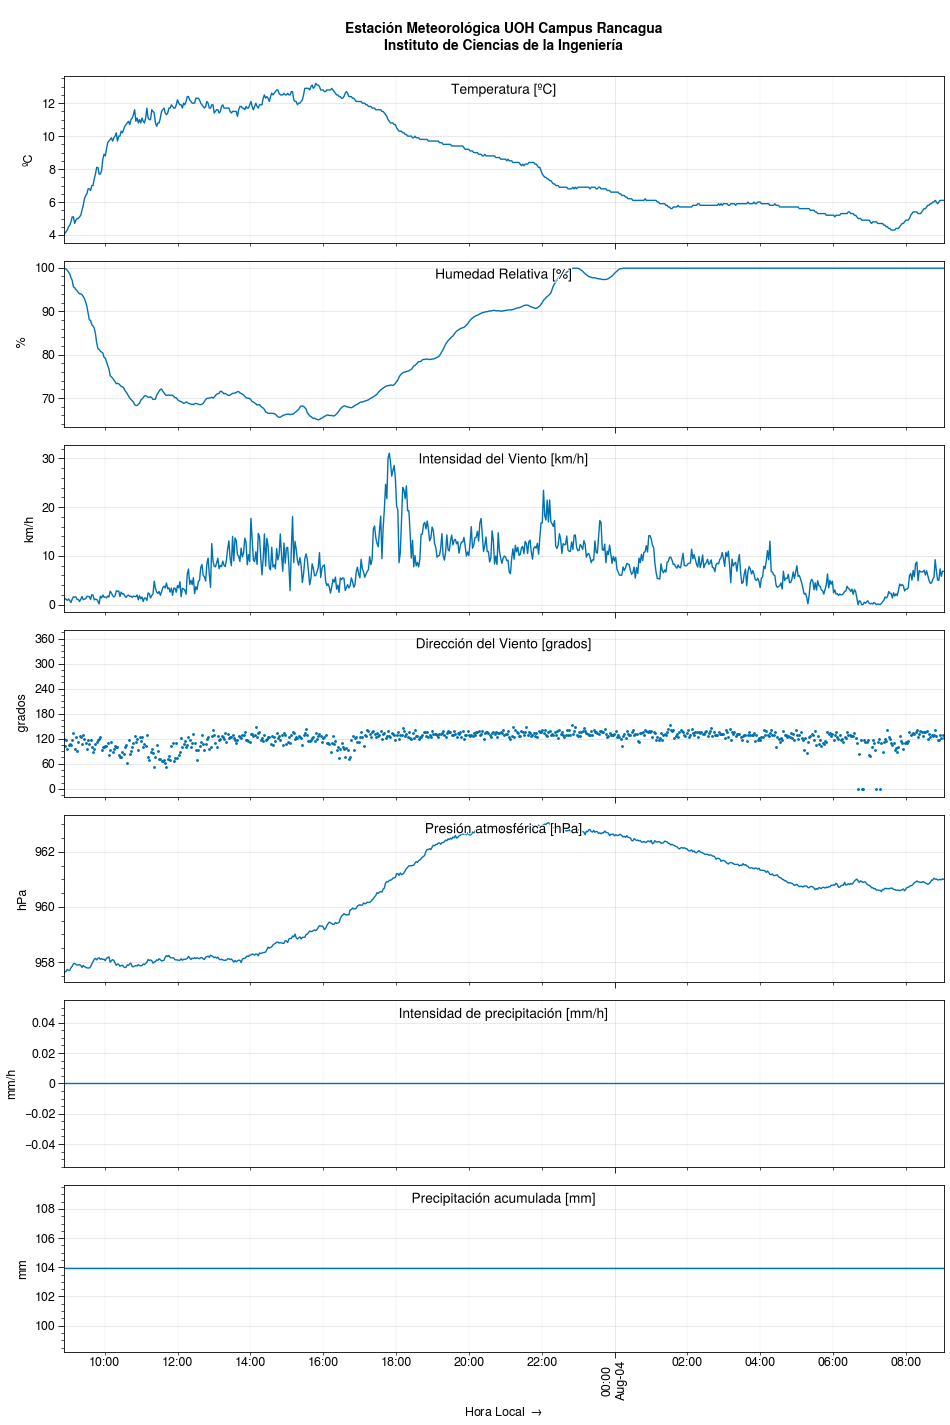 Estación Meteorológica UOH Campus Rancagua
Instituto de Ciencias de la Ingeniería
Temperatura [ºC]
12
10
8
6
4
ºC
Humedad Relativa [%]
100
90
80
70
%
Intensidad del Viento [km/h]
30
20
10
0
km/h
Dirección del Viento [grados]
360
300
240
180
120
60
0
grados
Presión atmosférica [hPa]
962
960
958
hPa
Intensidad de precipitación [mm/h]
0.04
0.02
0
−0.02
−0.04
mm/h
Precipitación acumulada [mm]
108
106
104
102
100
mm
10:00 12:00 14:00 16:00 18:00 20:00 22:00 00:00 02:00 04:00 06:00 08:00
Aug-04
Hora Local →